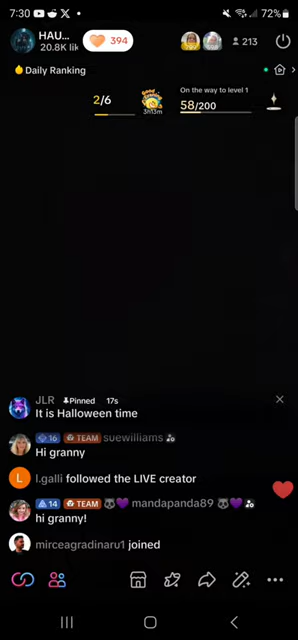 7:30
72%
HAU...
20.8K lik
394
213
Daily Ranking
2/6
3h13m
On the way to level 1
58/200
JLR Pinned 17s
It is Halloween time
16 TEAM suewilliams
Hi granny
L
l.galli followed the LIVE creator
14 TEAM 🐼💜 mandapanda89 🐼💜
hi granny!
mirceagradinaru1 joined